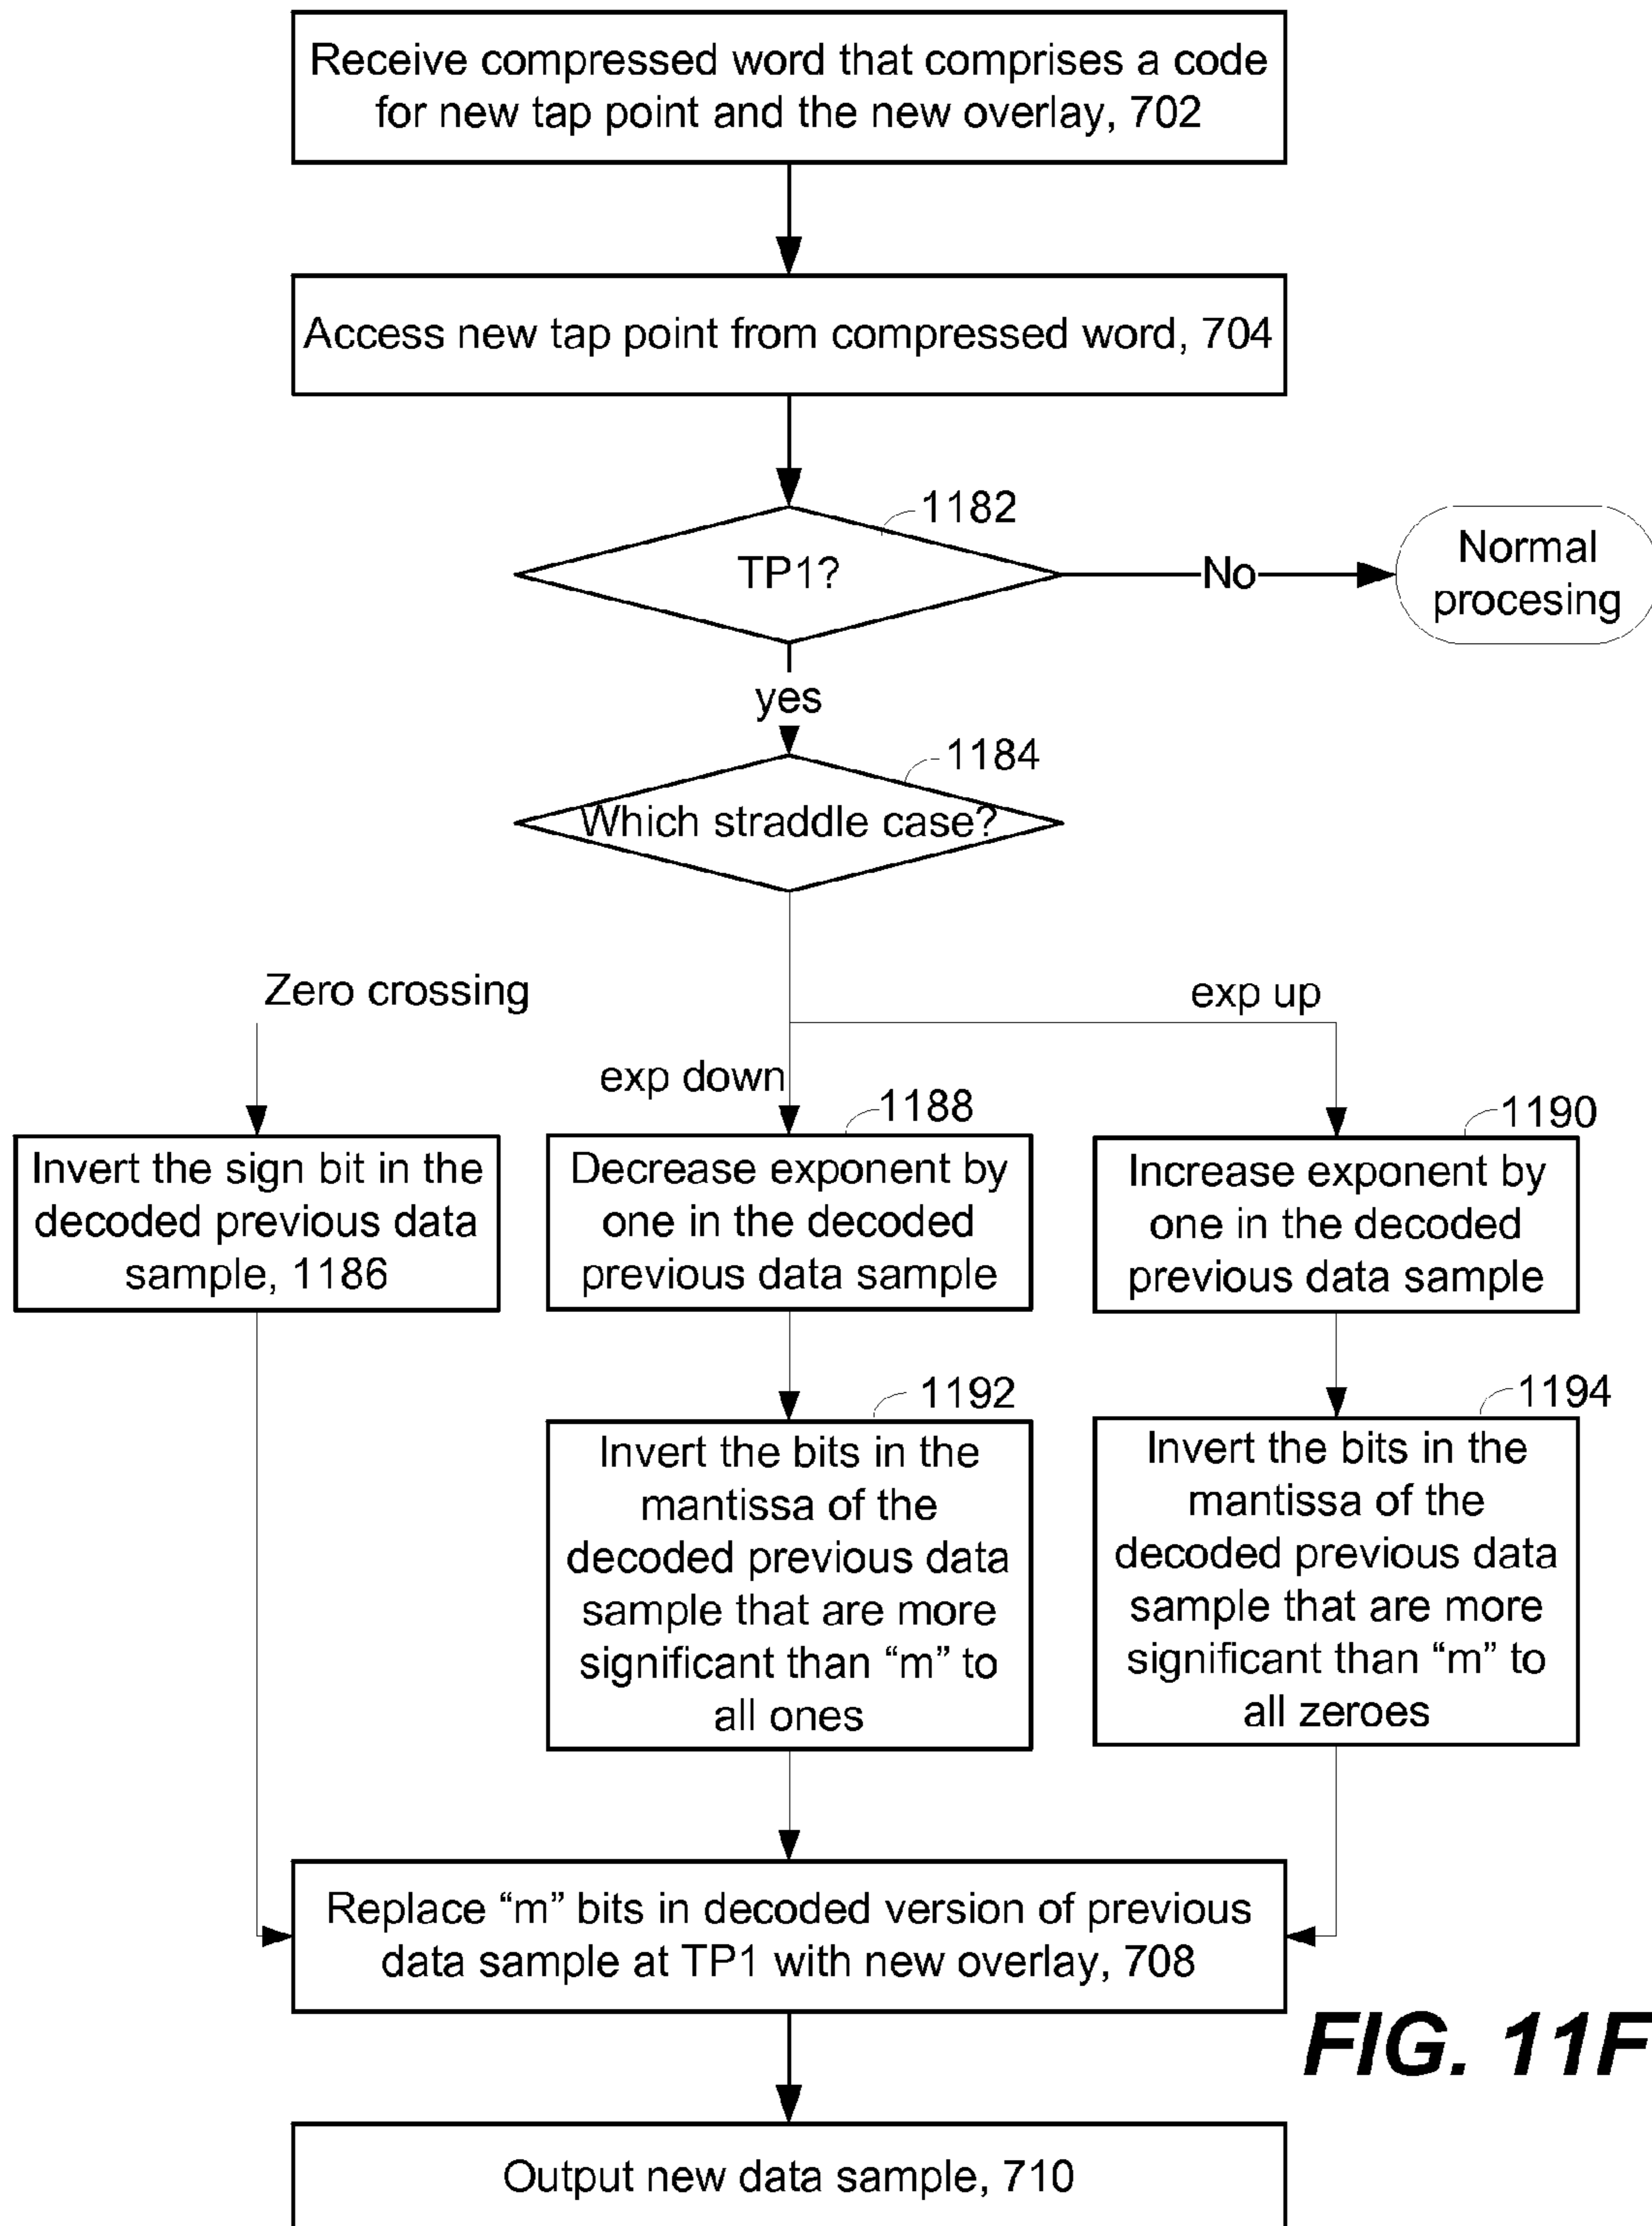 Receive compressed word that comprises a code
for new tap point and the new overlay, 702
Access new tap point from compressed word, 704
1182
TP1?
No
Normal
procesing
yes
1184
Which straddle case?
Zero crossing
exp up
exp down
1188
1190
Invert the sign bit in the
decoded previous data
sample, 1186
Decrease exponent by
one in the decoded
previous data sample
Increase exponent by
one in the decoded
previous data sample
1192
1194
Invert the bits in the
mantissa of the
decoded previous data
sample that are more
significant than “m” to
all ones
Invert the bits in the
mantissa of the
decoded previous data
sample that are more
significant than “m” to
all zeroes
Replace “m” bits in decoded version of previous
data sample at TP1 with new overlay, 708
FIG. 11F
Output new data sample, 710